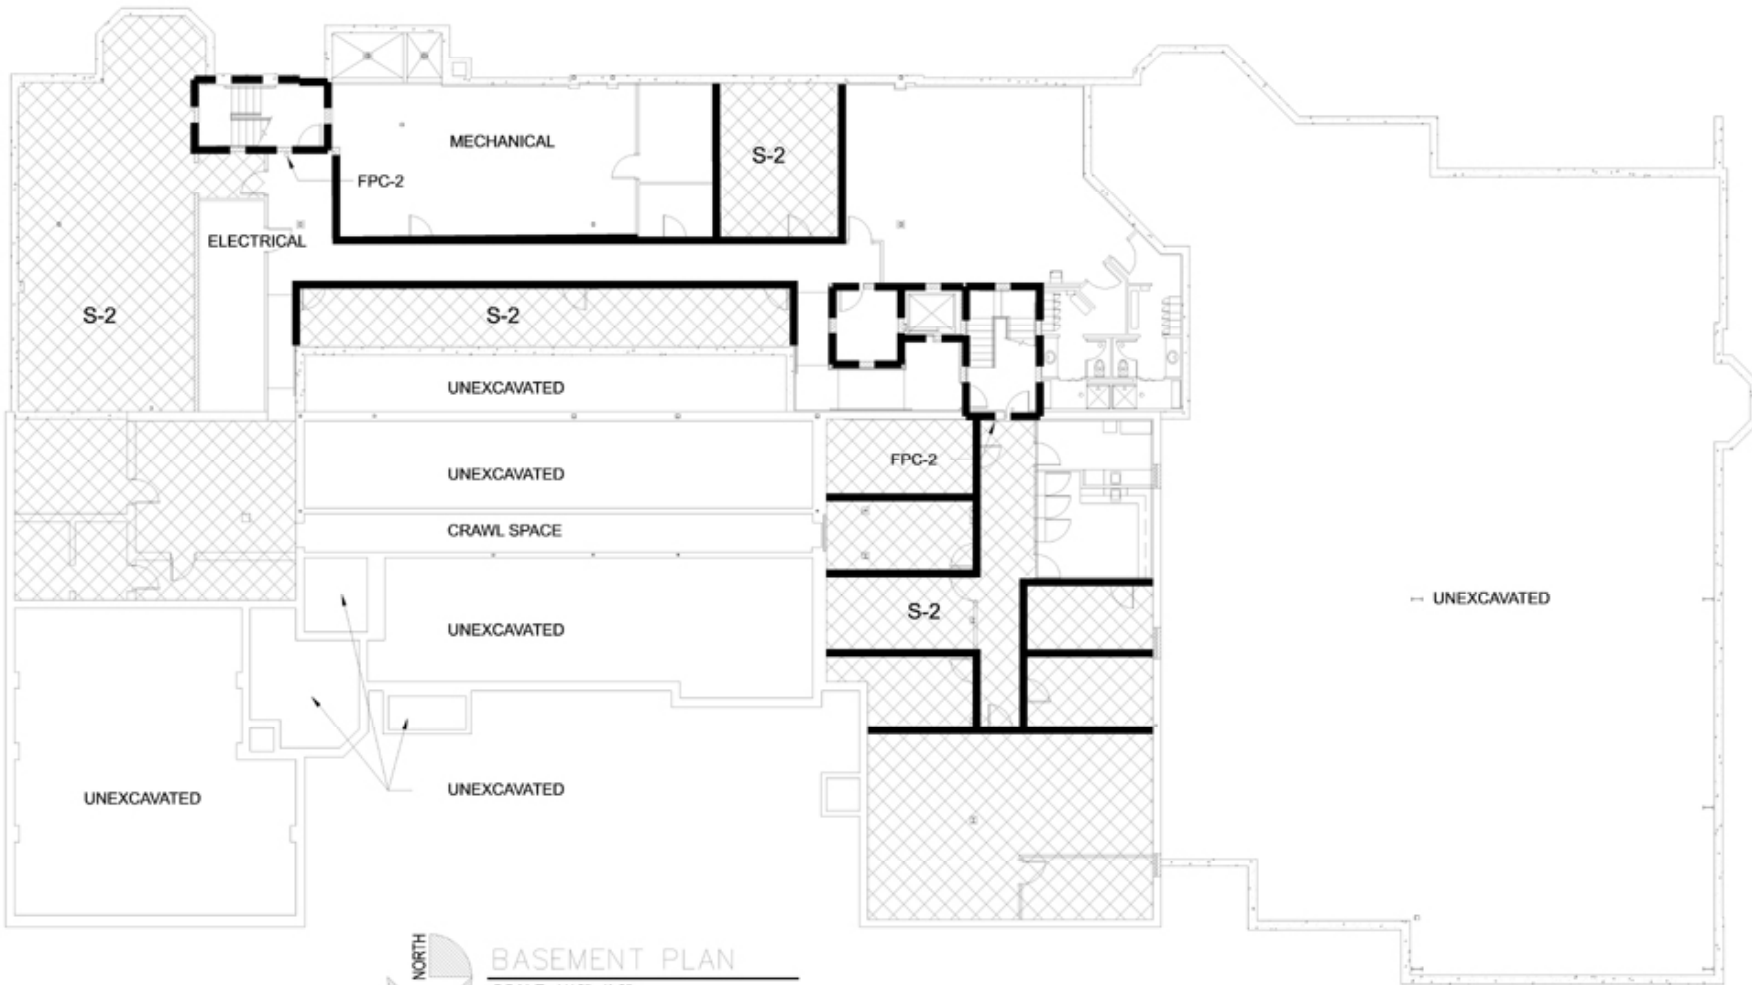 MECHANICAL
S-2
FPC-2
ELECTRICAL
S-2
S-2
UNEXCAVATED
FPC-2
UNEXCAVATED
CRAWL SPACE
UNEXCAVATED
S-2
UNEXCAVATED
UNEXCAVATED
UNEXCAVATED
NORTH
BASEMENT PLAN